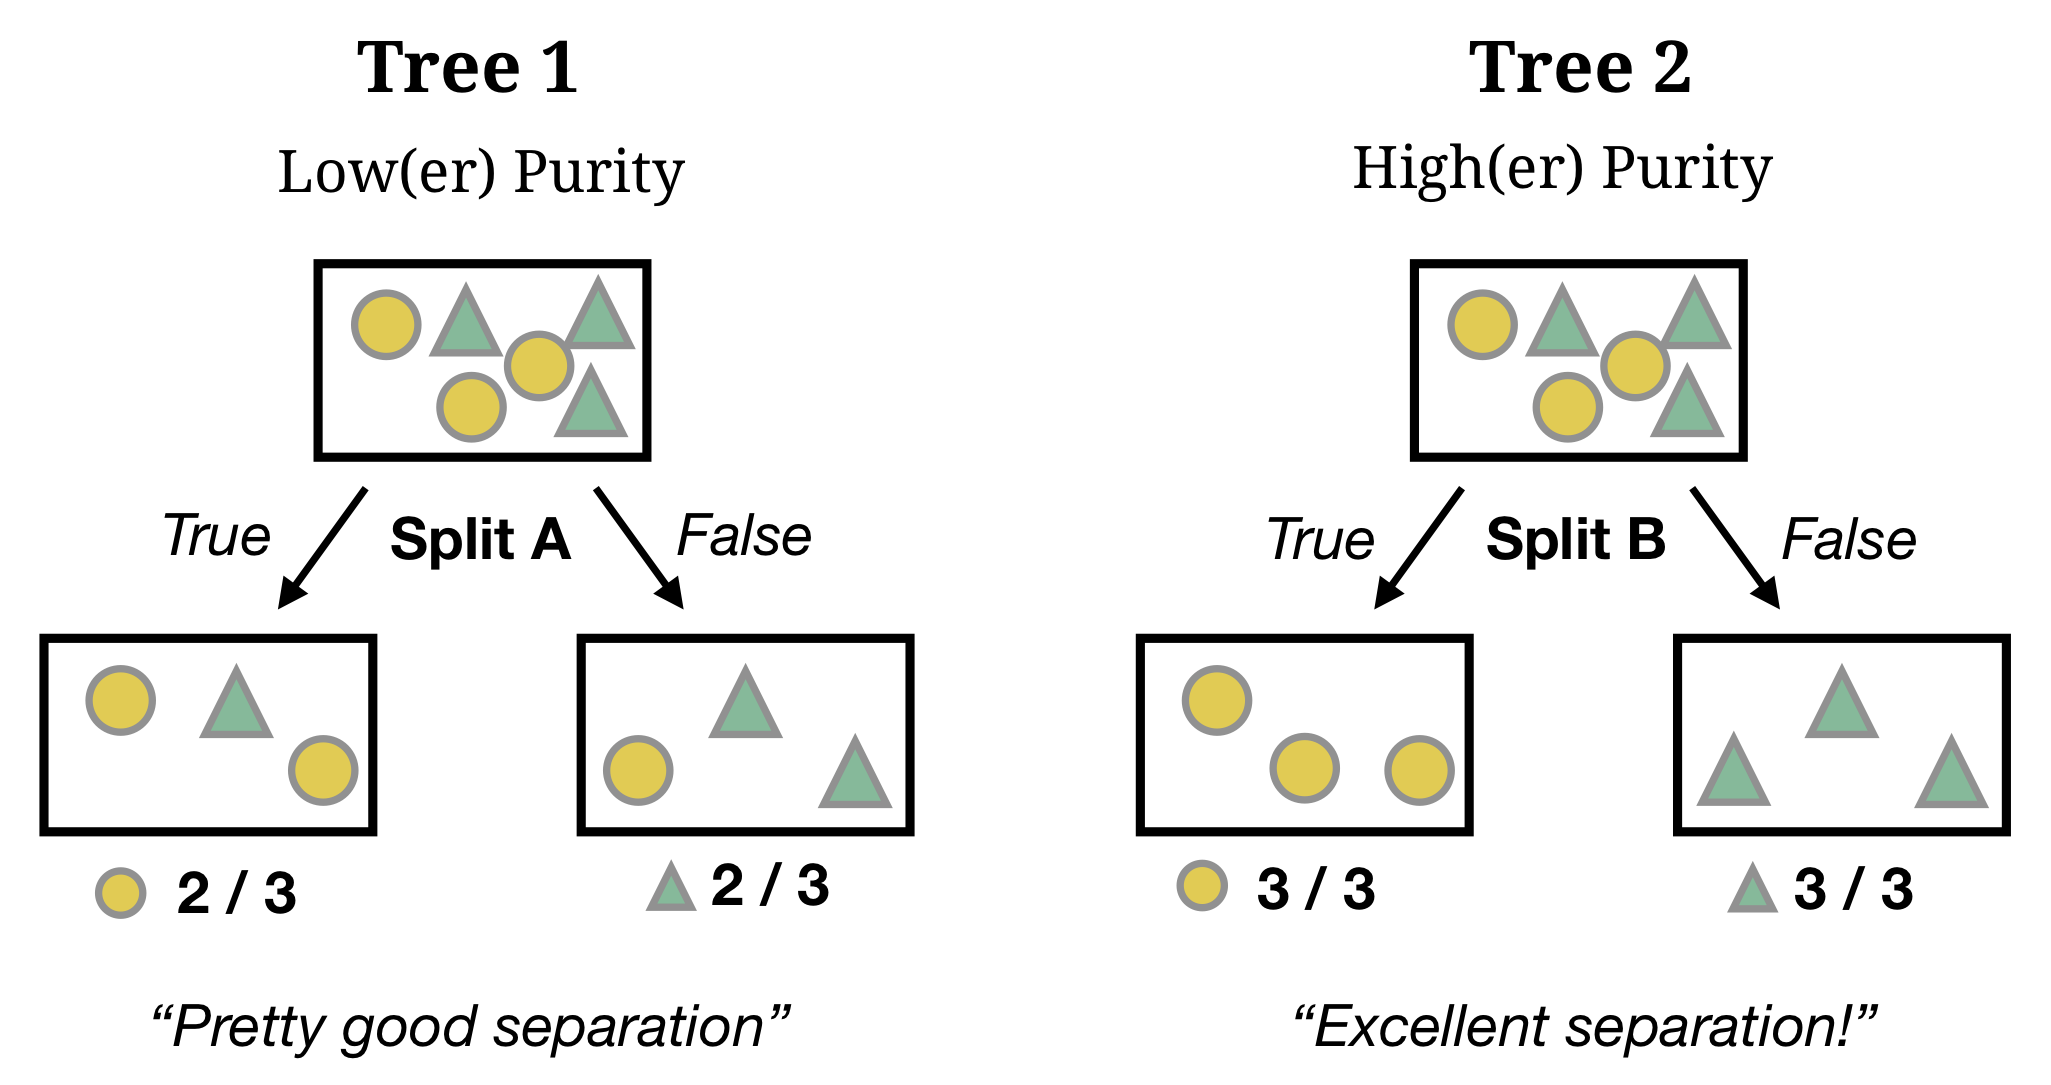 Tree 1
Low(er) Purity
True
Split A
False
2 / 3
2 / 3
“Pretty good separation”
Tree 2
High(er) Purity
True
Split B
False
3 / 3
3 / 3
“Excellent separation!”